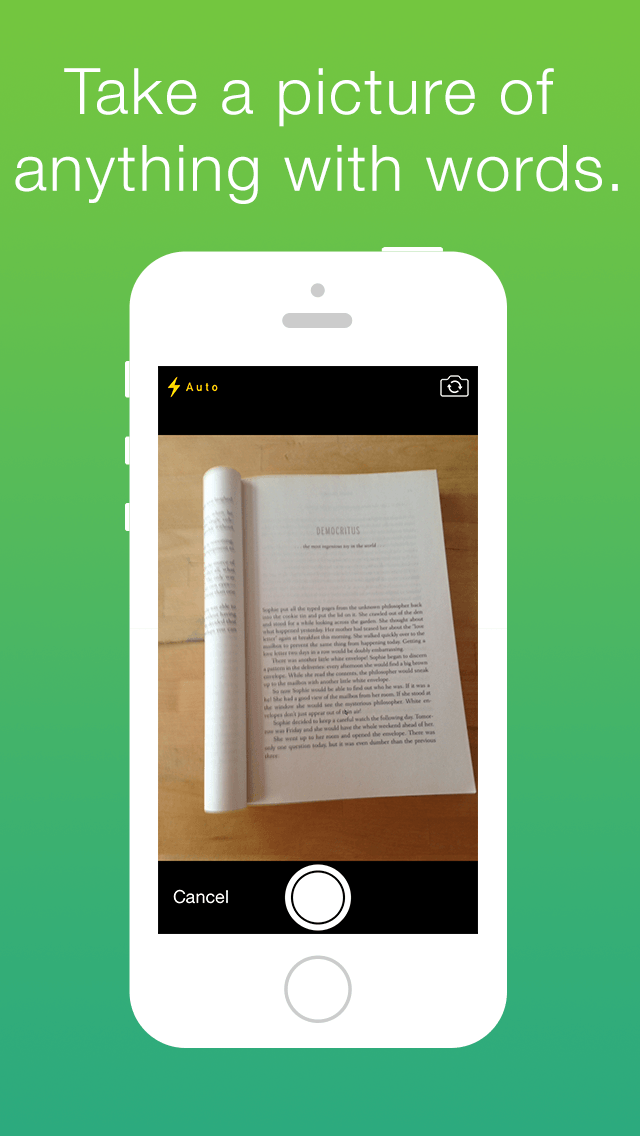 Take a picture of
anything with words.
Auto
DEMOCRITUS
the most ingenious toy in the world
Sophie put all the typed pages from the unknown philosopher back
into the cookie tin and put the lid on it. She crawled out of the den
and stood for a while looking across the garden. She thought about
what happened yesterday. Her mother had teased her about the "love
letter" again at breakfast this morning. She walked quickly over to the
mailbox to prevent the same thing from happening today. Getting a
love letter two days in a row would be doubly embarrassing.
There was another little white envelope! Sophie began to discern
a pattern in the deliveries: every afternoon she would find a big brown
envelope. While she read the contents, the philosopher would sneak
up to the mailbox with another little white envelope.
So now Sophie would be able to find out who he was. If it was a
he! She had a good view of the mailbox from her room. If she stood at
the window she would see the mysterious philosopher. White en-
velopes don't just appear out of thin air!
Sophie decided to keep a careful watch the following day. Tomor-
row was Friday and she would have the whole weekend ahead of her.
She went up to her room and opened the envelope. There was
only one question today, but it was even dumber than the previous
three:
Cancel